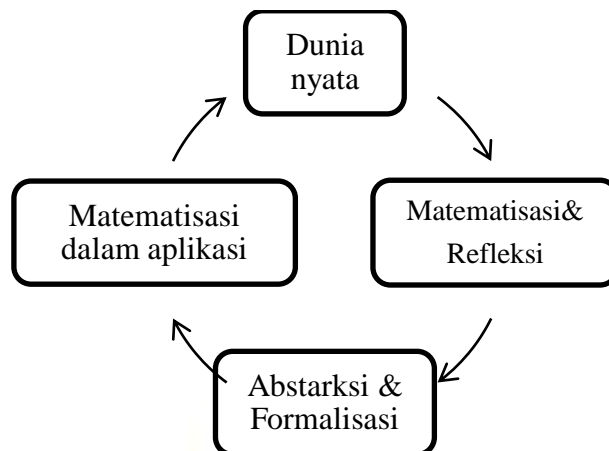 Dunia
nyata
Matematisasi
dalam aplikasi
Matematisasi&
Refleksi
Abstarksi &
Formalisasi